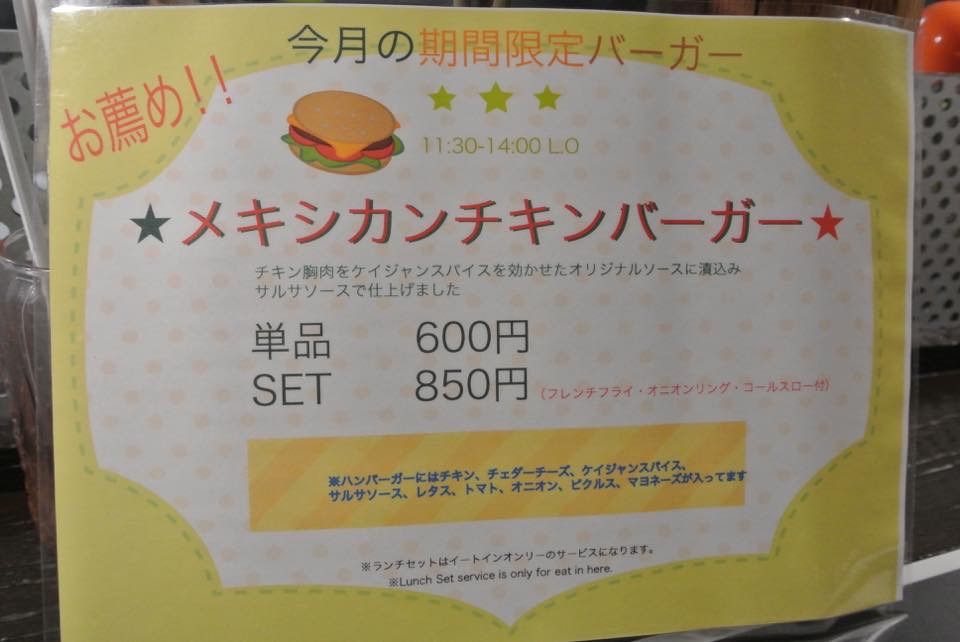 今月の期間限定バーガー
お薦め!!
11:30-14:00 L.O
★メキシカンチキンバーガー★
チキン胸肉をケイジャンスパイスを効かせたオリジナルソースに漬込み
サルサソースで仕上げました
単品 600円
SET 850円 (フレンチフライ・オニオンリング・コールスロー付)
※ハンバーガーにはチキン、チェダーチーズ、ケイジャンスパイス、
サルサソース、レタス、トマト、オニオン、ピクルス、マヨネーズが入ってます
※ランチセットはイートインオンリーのサービスになります。
※Lunch Set service is only for eat in here.